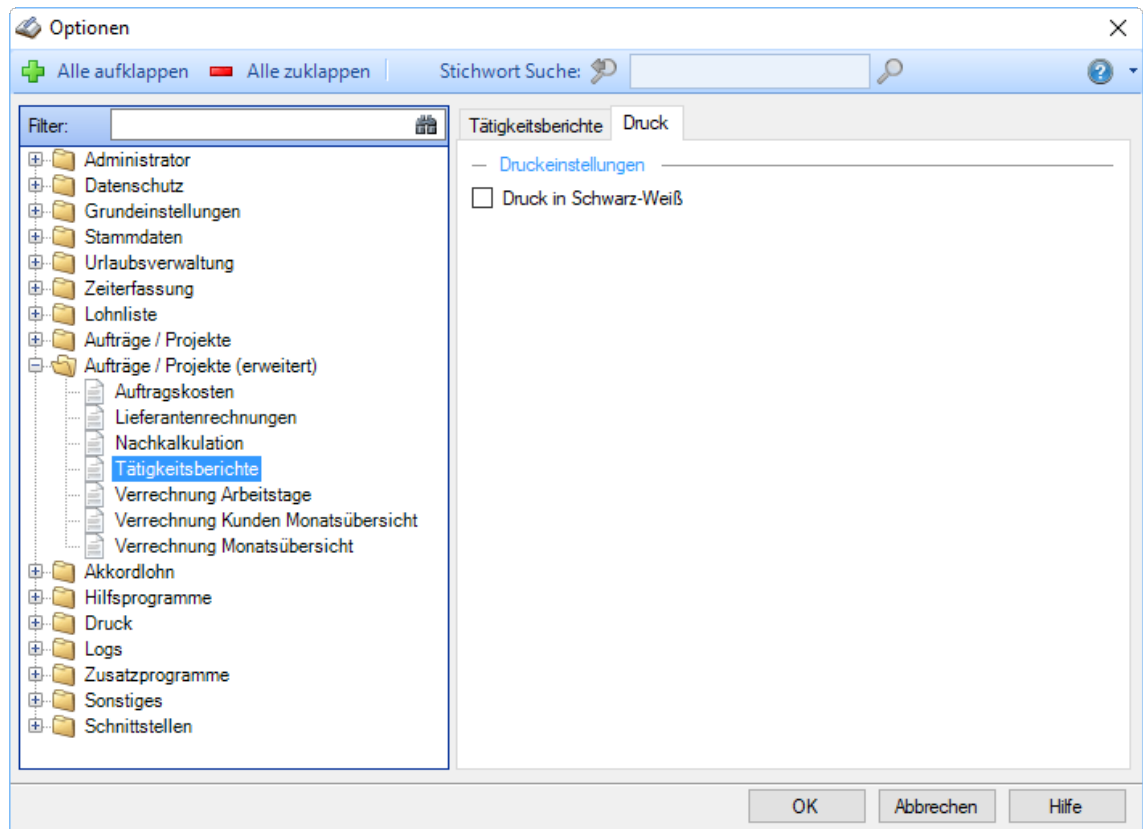 Optionen
Alle aufklappen Alle zuklappen Stichwort Suche:
Filter:
Administrator
Datenschutz
Grundeinstellungen
Stammdaten
Urlaubsverwaltung
Zeiterfassung
Lohnliste
Aufträge / Projekte
Aufträge / Projekte (erweitert)
Auftragskosten
Lieferantenrechnungen
Nachkalkulation
Tätigkeitsberichte
Verrechnung Arbeitstage
Verrechnung Kunden Monatsübersicht
Verrechnung Monatsübersicht
Akkordlohn
Hilfsprogramme
Druck
Logs
Zusatzprogramme
Sonstiges
Schnittstellen
Tätigkeitsberichte Druck
Druckeinstellungen
Druck in Schwarz-Weiß
OK Abbrechen Hilfe